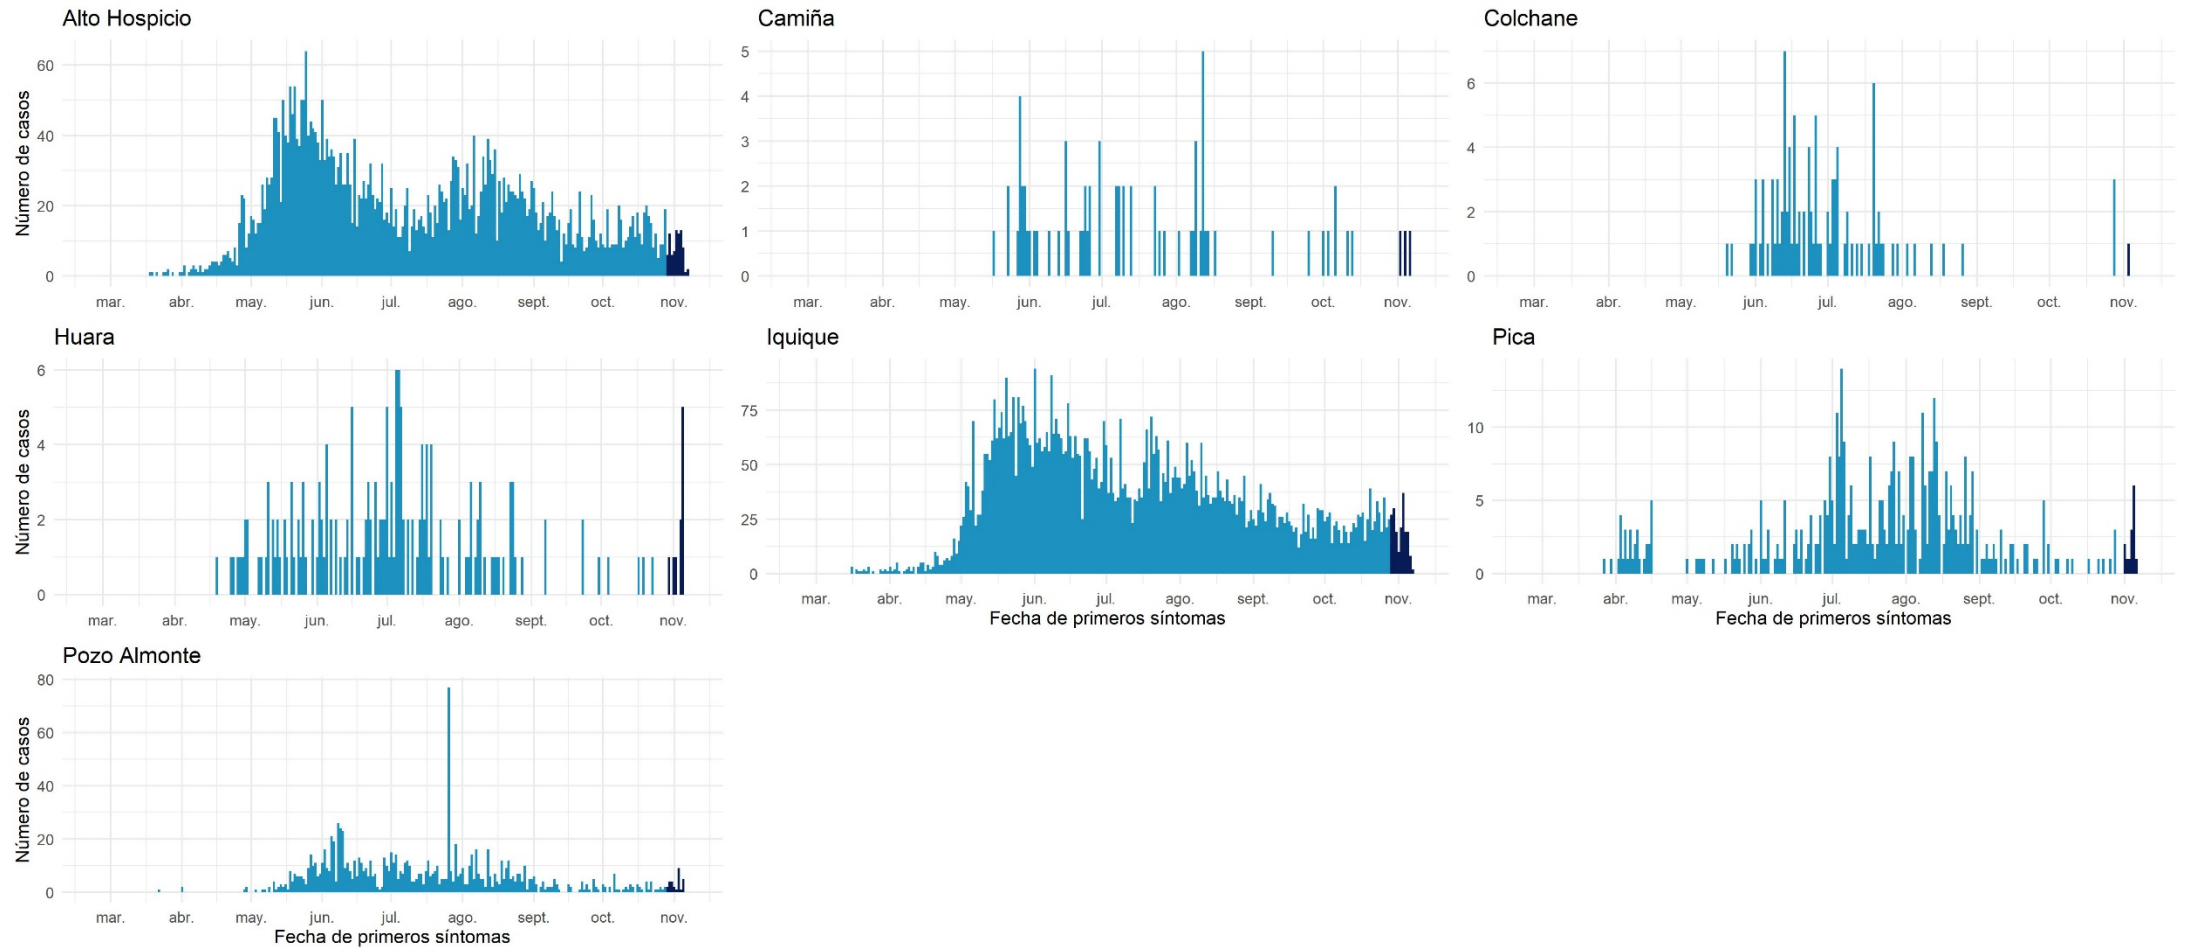 Alto Hospicio
Número de casos
60
40
20
0
mar. abr. may. jun. jul. ago. sept. oct. nov.
Camiña
5
4
3
2
1
0
mar. abr. may. jun. jul. ago. sept. oct. nov.
Colchane
6
4
2
0
mar. abr. may. jun. jul. ago. sept. oct. nov.
Huara
Número de casos
6
4
2
0
mar. abr. may. jun. jul. ago. sept. oct. nov.
Iquique
75
50
25
0
mar. abr. may. jun. jul. ago. sept. oct. nov.
Fecha de primeros síntomas
Pica
10
5
0
mar. abr. may. jun. jul. ago. sept. oct. nov.
Fecha de primeros síntomas
Pozo Almonte
Número de casos
80
60
40
20
0
mar. abr. may. jun. jul. ago. sept. oct. nov.
Fecha de primeros síntomas